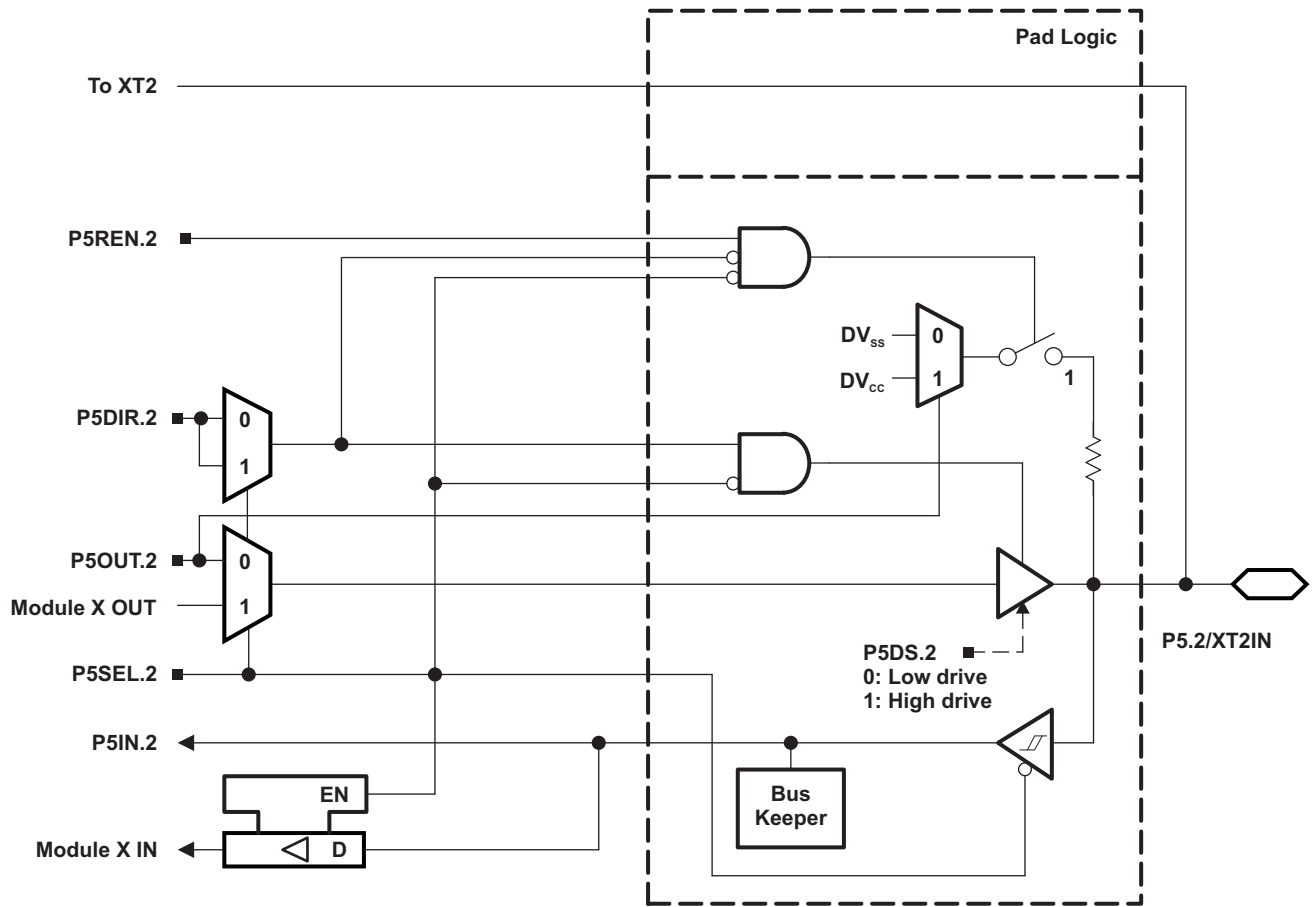 Pad Logic
To XT2
P5REN.2
DVss
0
DVcc
1
1
P5DIR.2
0
1
P5OUT.2
0
Module X OUT
1
P5.2/XT2IN
P5DS.2
0: Low drive
1: High drive
P5SEL.2
P5IN.2
EN
Bus
Keeper
Module X IN
D